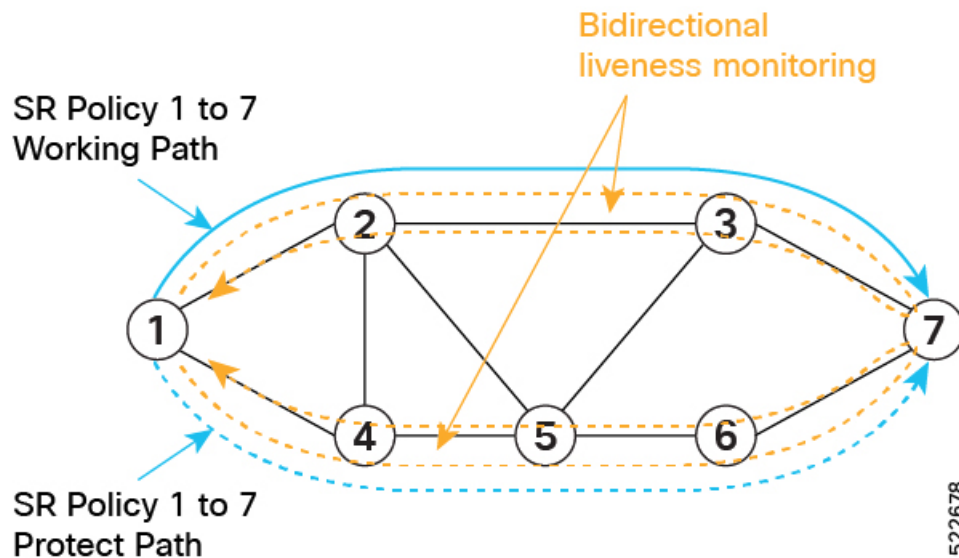 Bidirectional
liveness monitoring
SR Policy 1 to 7
Working Path
2
3
1
7
4
5
6
SR Policy 1 to 7
Protect Path
522678